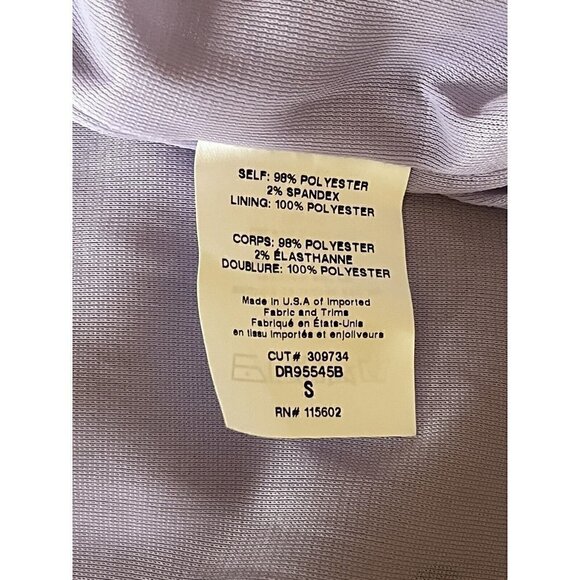 SELF: 98% POLYESTER
2% SPANDEX
LINING: 100% POLYESTER
CORPS: 98% POLYESTER
2% ÉLASTHANNE
DOUBLURE: 100% POLYESTER
Made in U.S.A of Imported
Fabric and Trims
Fabriqué en États-Unis
en tissu importés et enjoliveurs
CUT# 309734
DR95545B
S
RN# 115602